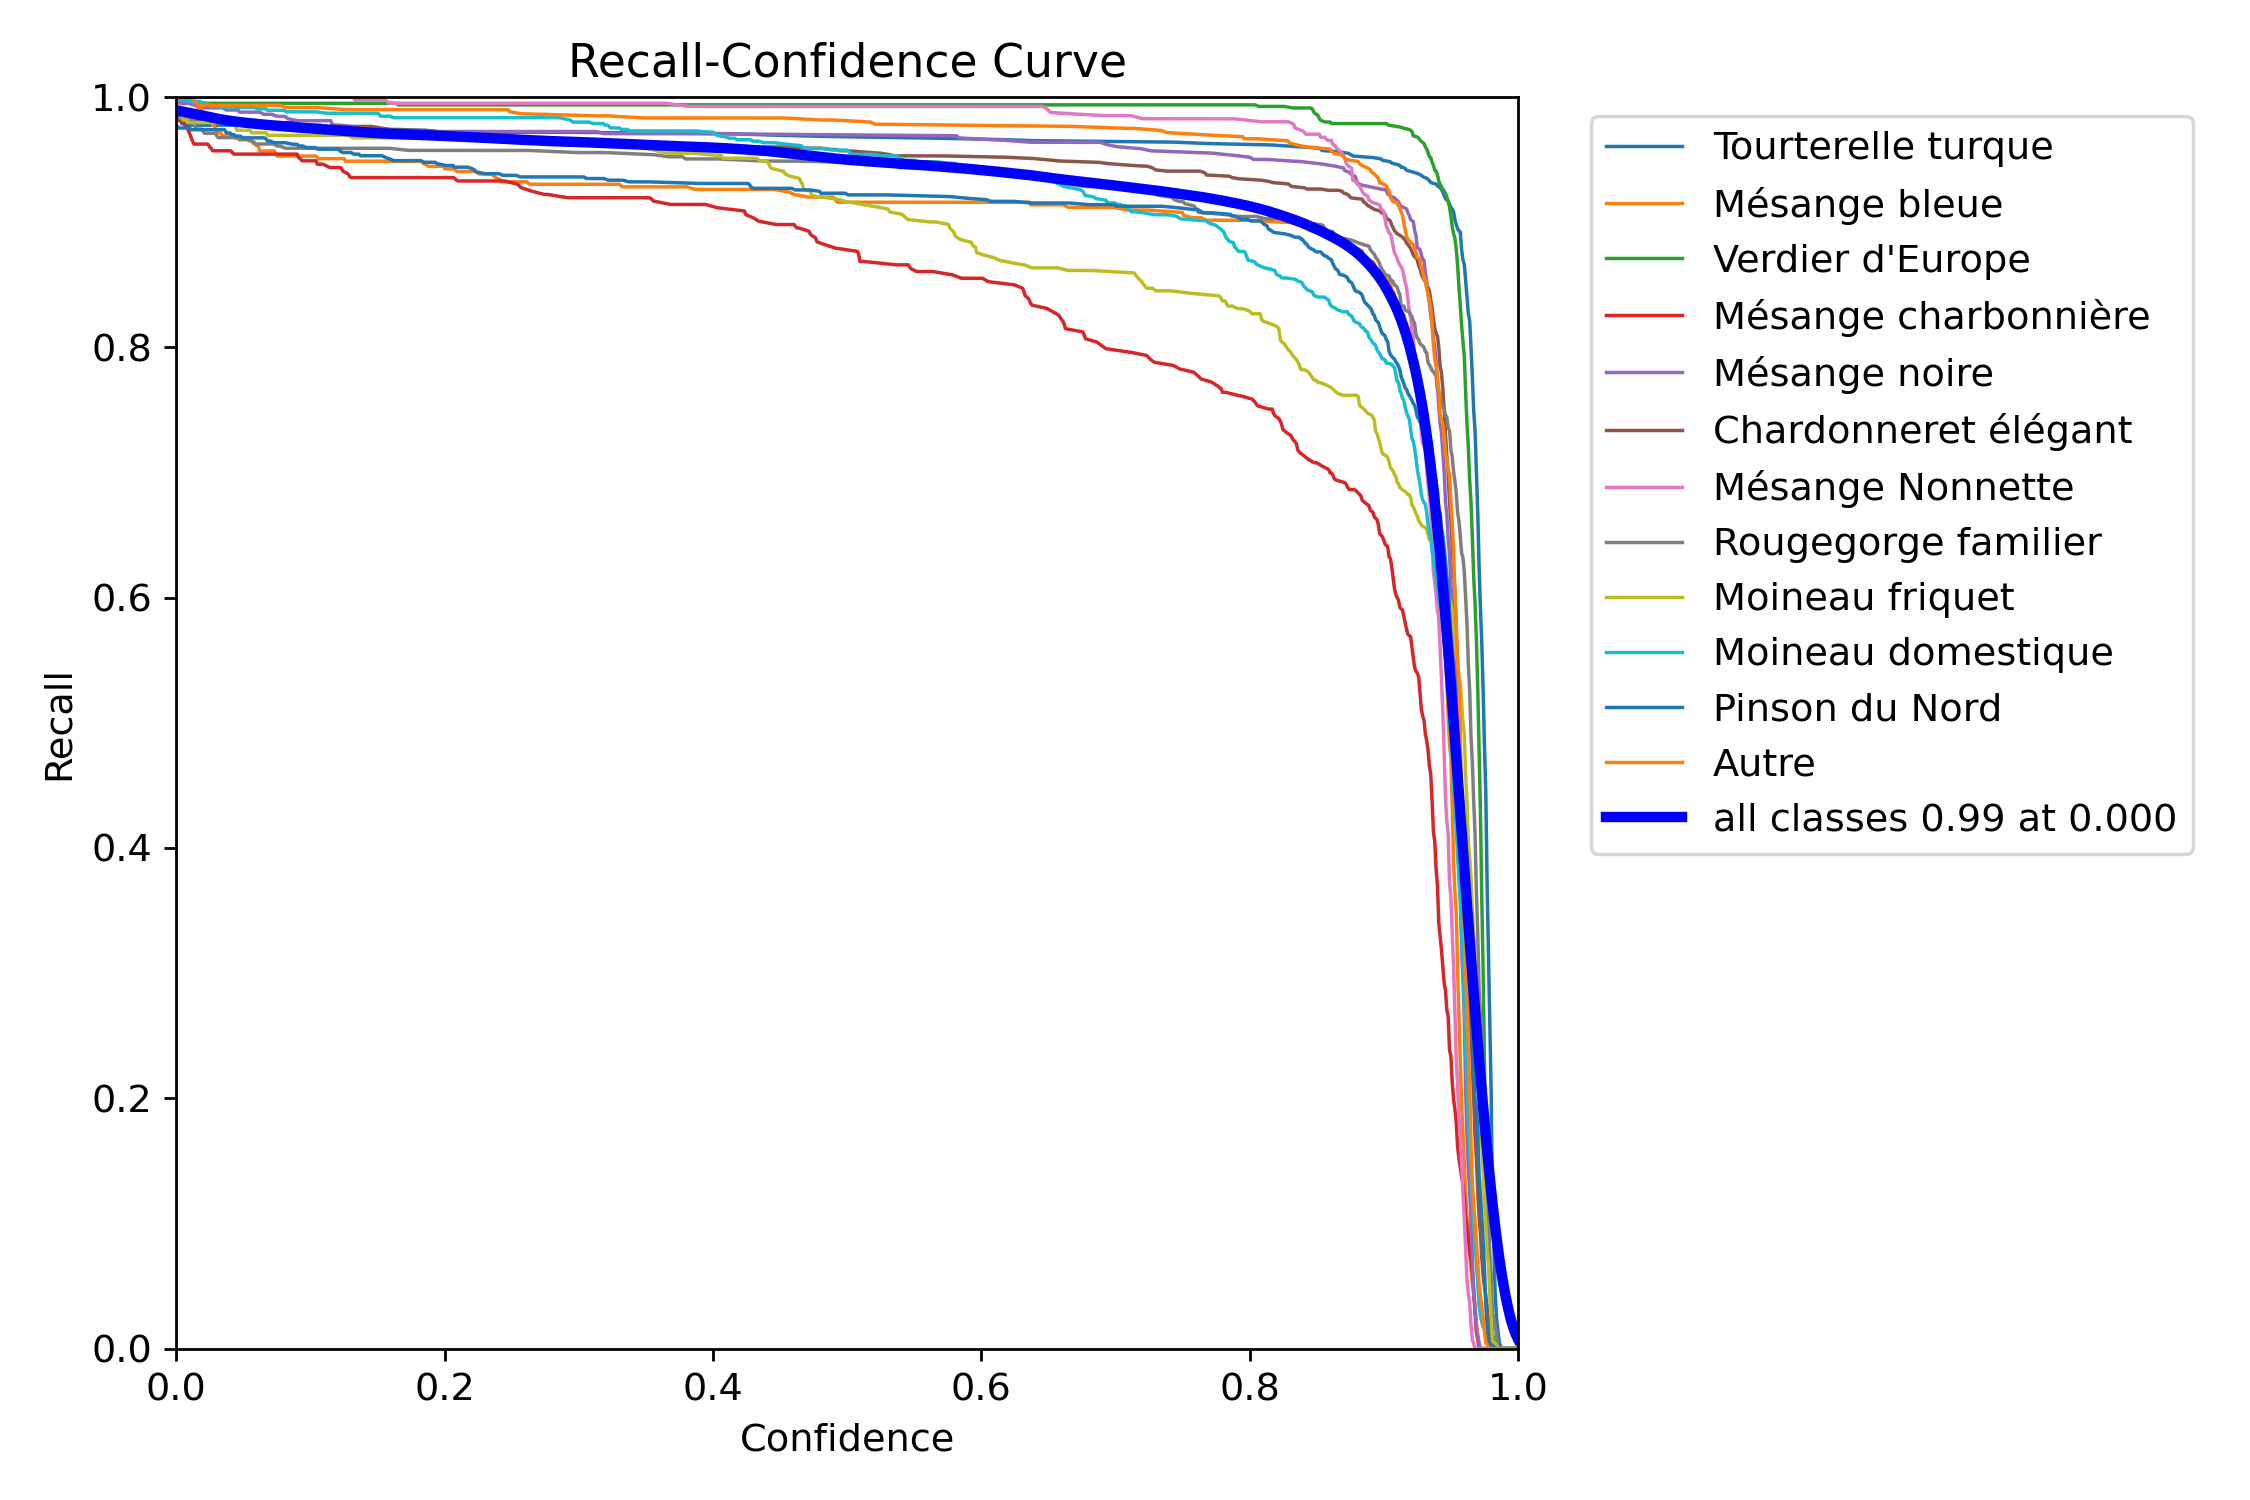 Recall-Confidence Curve
1.0
0.8
0.6
0.4
0.2
0.0
Recall
0.0 0.2 0.4 0.6 0.8 1.0
Confidence
Tourterelle turque
Mésange bleue
Verdier d'Europe
Mésange charbonnière
Mésange noire
Chardonneret élégant
Mésange Nonnette
Rougegorge familier
Moineau friquet
Moineau domestique
Pinson du Nord
Autre
all classes 0.99 at 0.000